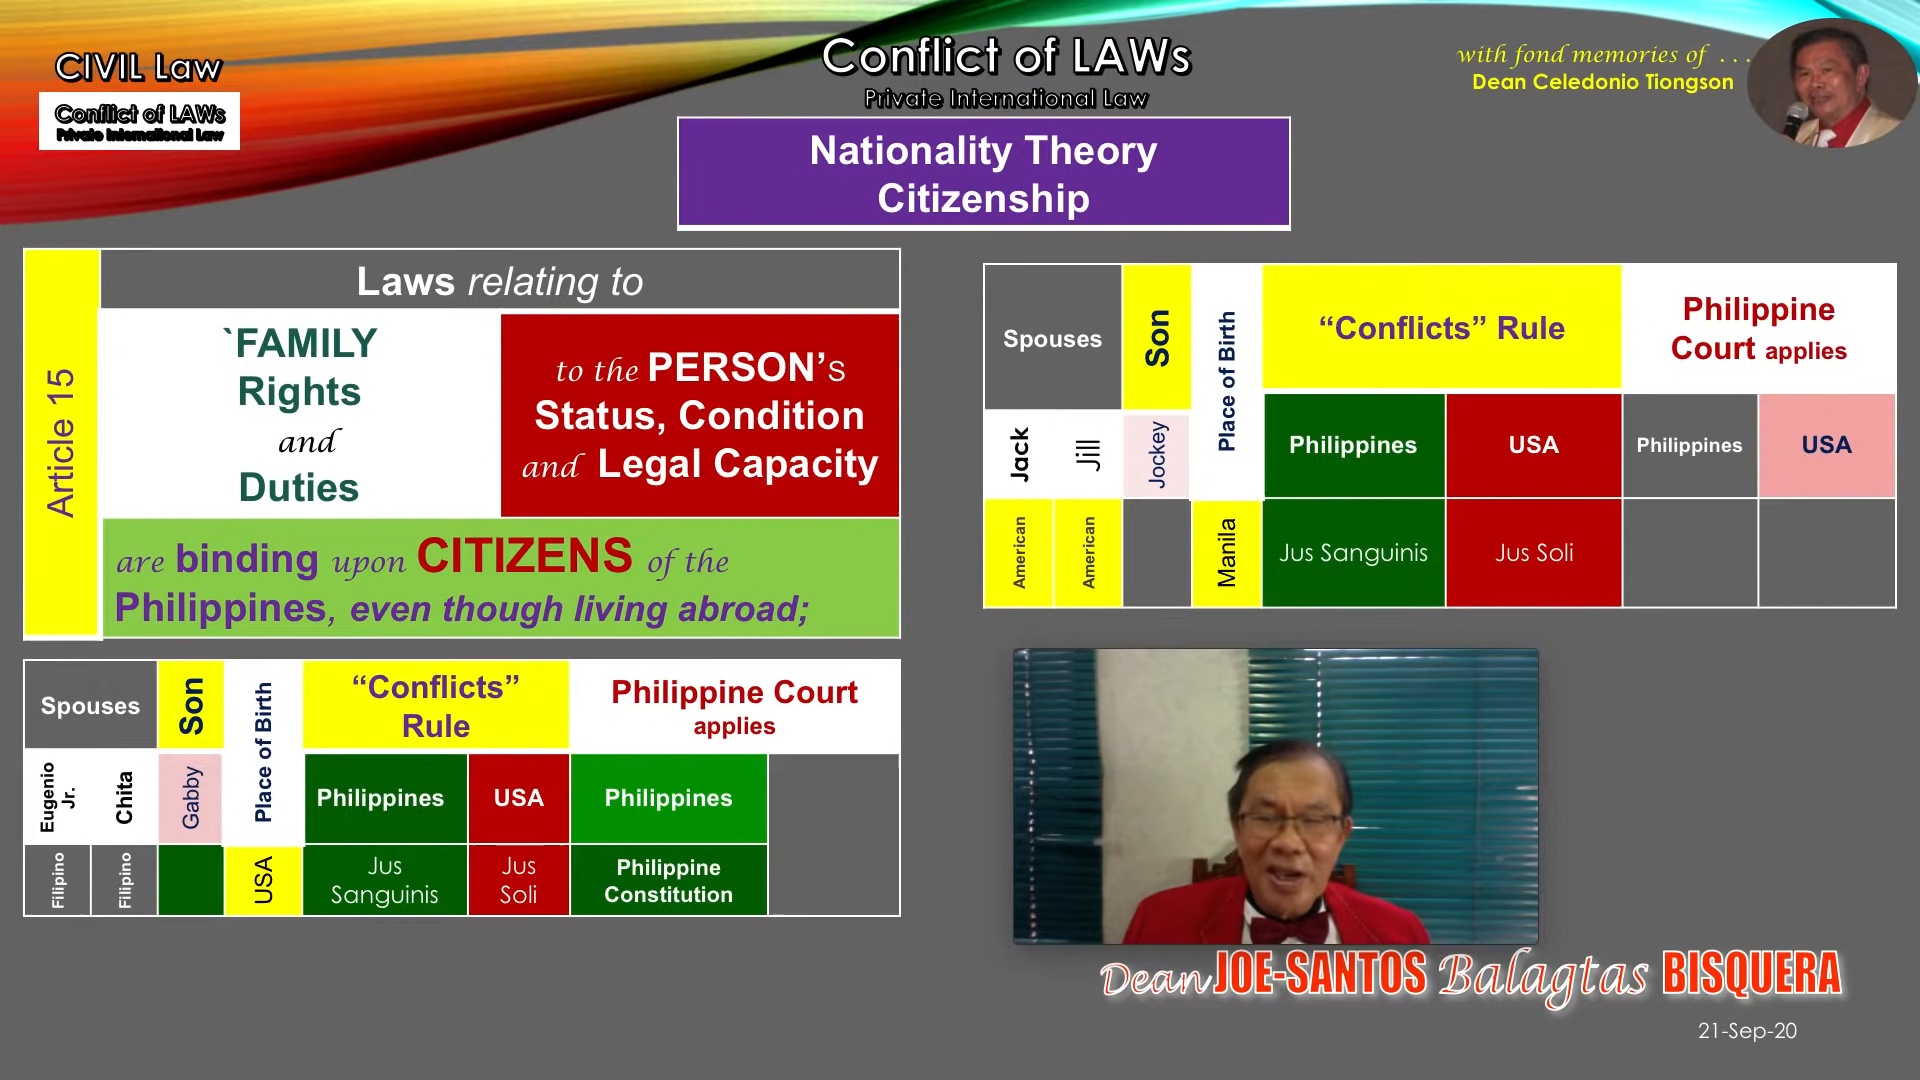 CIVIL Law
Conflict of LAWs
Private International Law
Conflict of LAWs
Private International Law
with fond memories of . . .
Dean Celedonio Tiongson
Nationality Theory
Citizenship
Article 15
Laws relating to
`FAMILY
Rights
and
Duties
to the PERSON's
Status, Condition
and Legal Capacity
are binding upon CITIZENS of the
Philippines, even though living abroad;
Spouses
Son
Place of Birth
“Conflicts” Rule
Philippine
Court applies
Jack
Jill
Jockey
Philippines
USA
Philippines
USA
American
American
Manila
Jus Sanguinis
Jus Soli
Spouses
Son
Place of Birth
“Conflicts”
Rule
Philippine Court
applies
Eugenio
Jr.
Chita
Gabby
Philippines
USA
Philippines
Filipino
Filipino
USA
Jus
Sanguinis
Jus
Soli
Philippine
Constitution
Dean JOE-SANTOS Balagtas BISQUERA
21-Sep-20